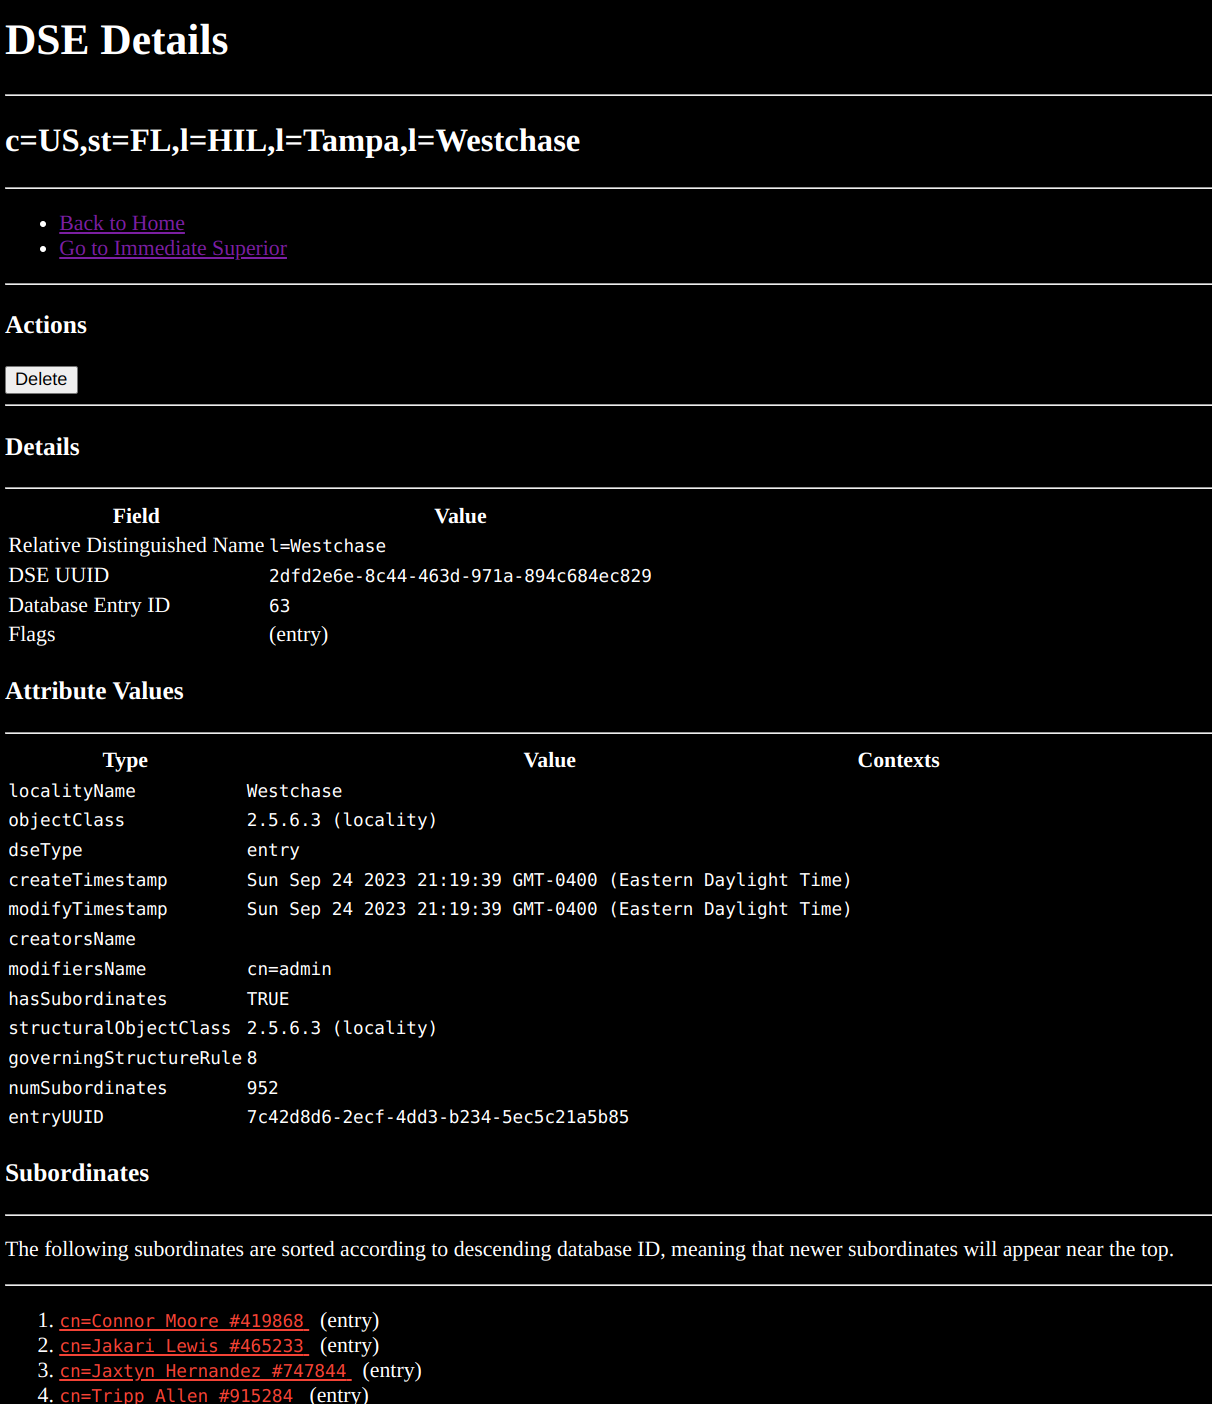 DSE Details
c=US,st=FL,l=HIL,l=Tampa,l=Westchase
• Back to Home
• Go to Immediate Superior
Actions
Delete
Details
Field Value
Relative Distinguished Name l=Westchase
DSE UUID 2dfd2e6e-8c44-463d-971a-894c684ec829
Database Entry ID 63
Flags (entry)
Attribute Values
Type Value Contexts
localityName Westchase
objectClass 2.5.6.3 (locality)
dseType entry
createTimestamp Sun Sep 24 2023 21:19:39 GMT-0400 (Eastern Daylight Time)
modifyTimestamp Sun Sep 24 2023 21:19:39 GMT-0400 (Eastern Daylight Time)
creatorsName
modifiersName cn=admin
hasSubordinates TRUE
structuralObjectClass 2.5.6.3 (locality)
governingStructureRule 8
numSubordinates 952
entryUUID 7c42d8d6-2ecf-4dd3-b234-5ec5c21a5b85
Subordinates
The following subordinates are sorted according to descending database ID, meaning that newer subordinates will appear near the top.
1. cn=Connor Moore #419868 (entry)
2. cn=Jakari Lewis #465233 (entry)
3. cn=Jaxtyn Hernandez #747844 (entry)
4. cn=Tripp Allen #915284 (entry)